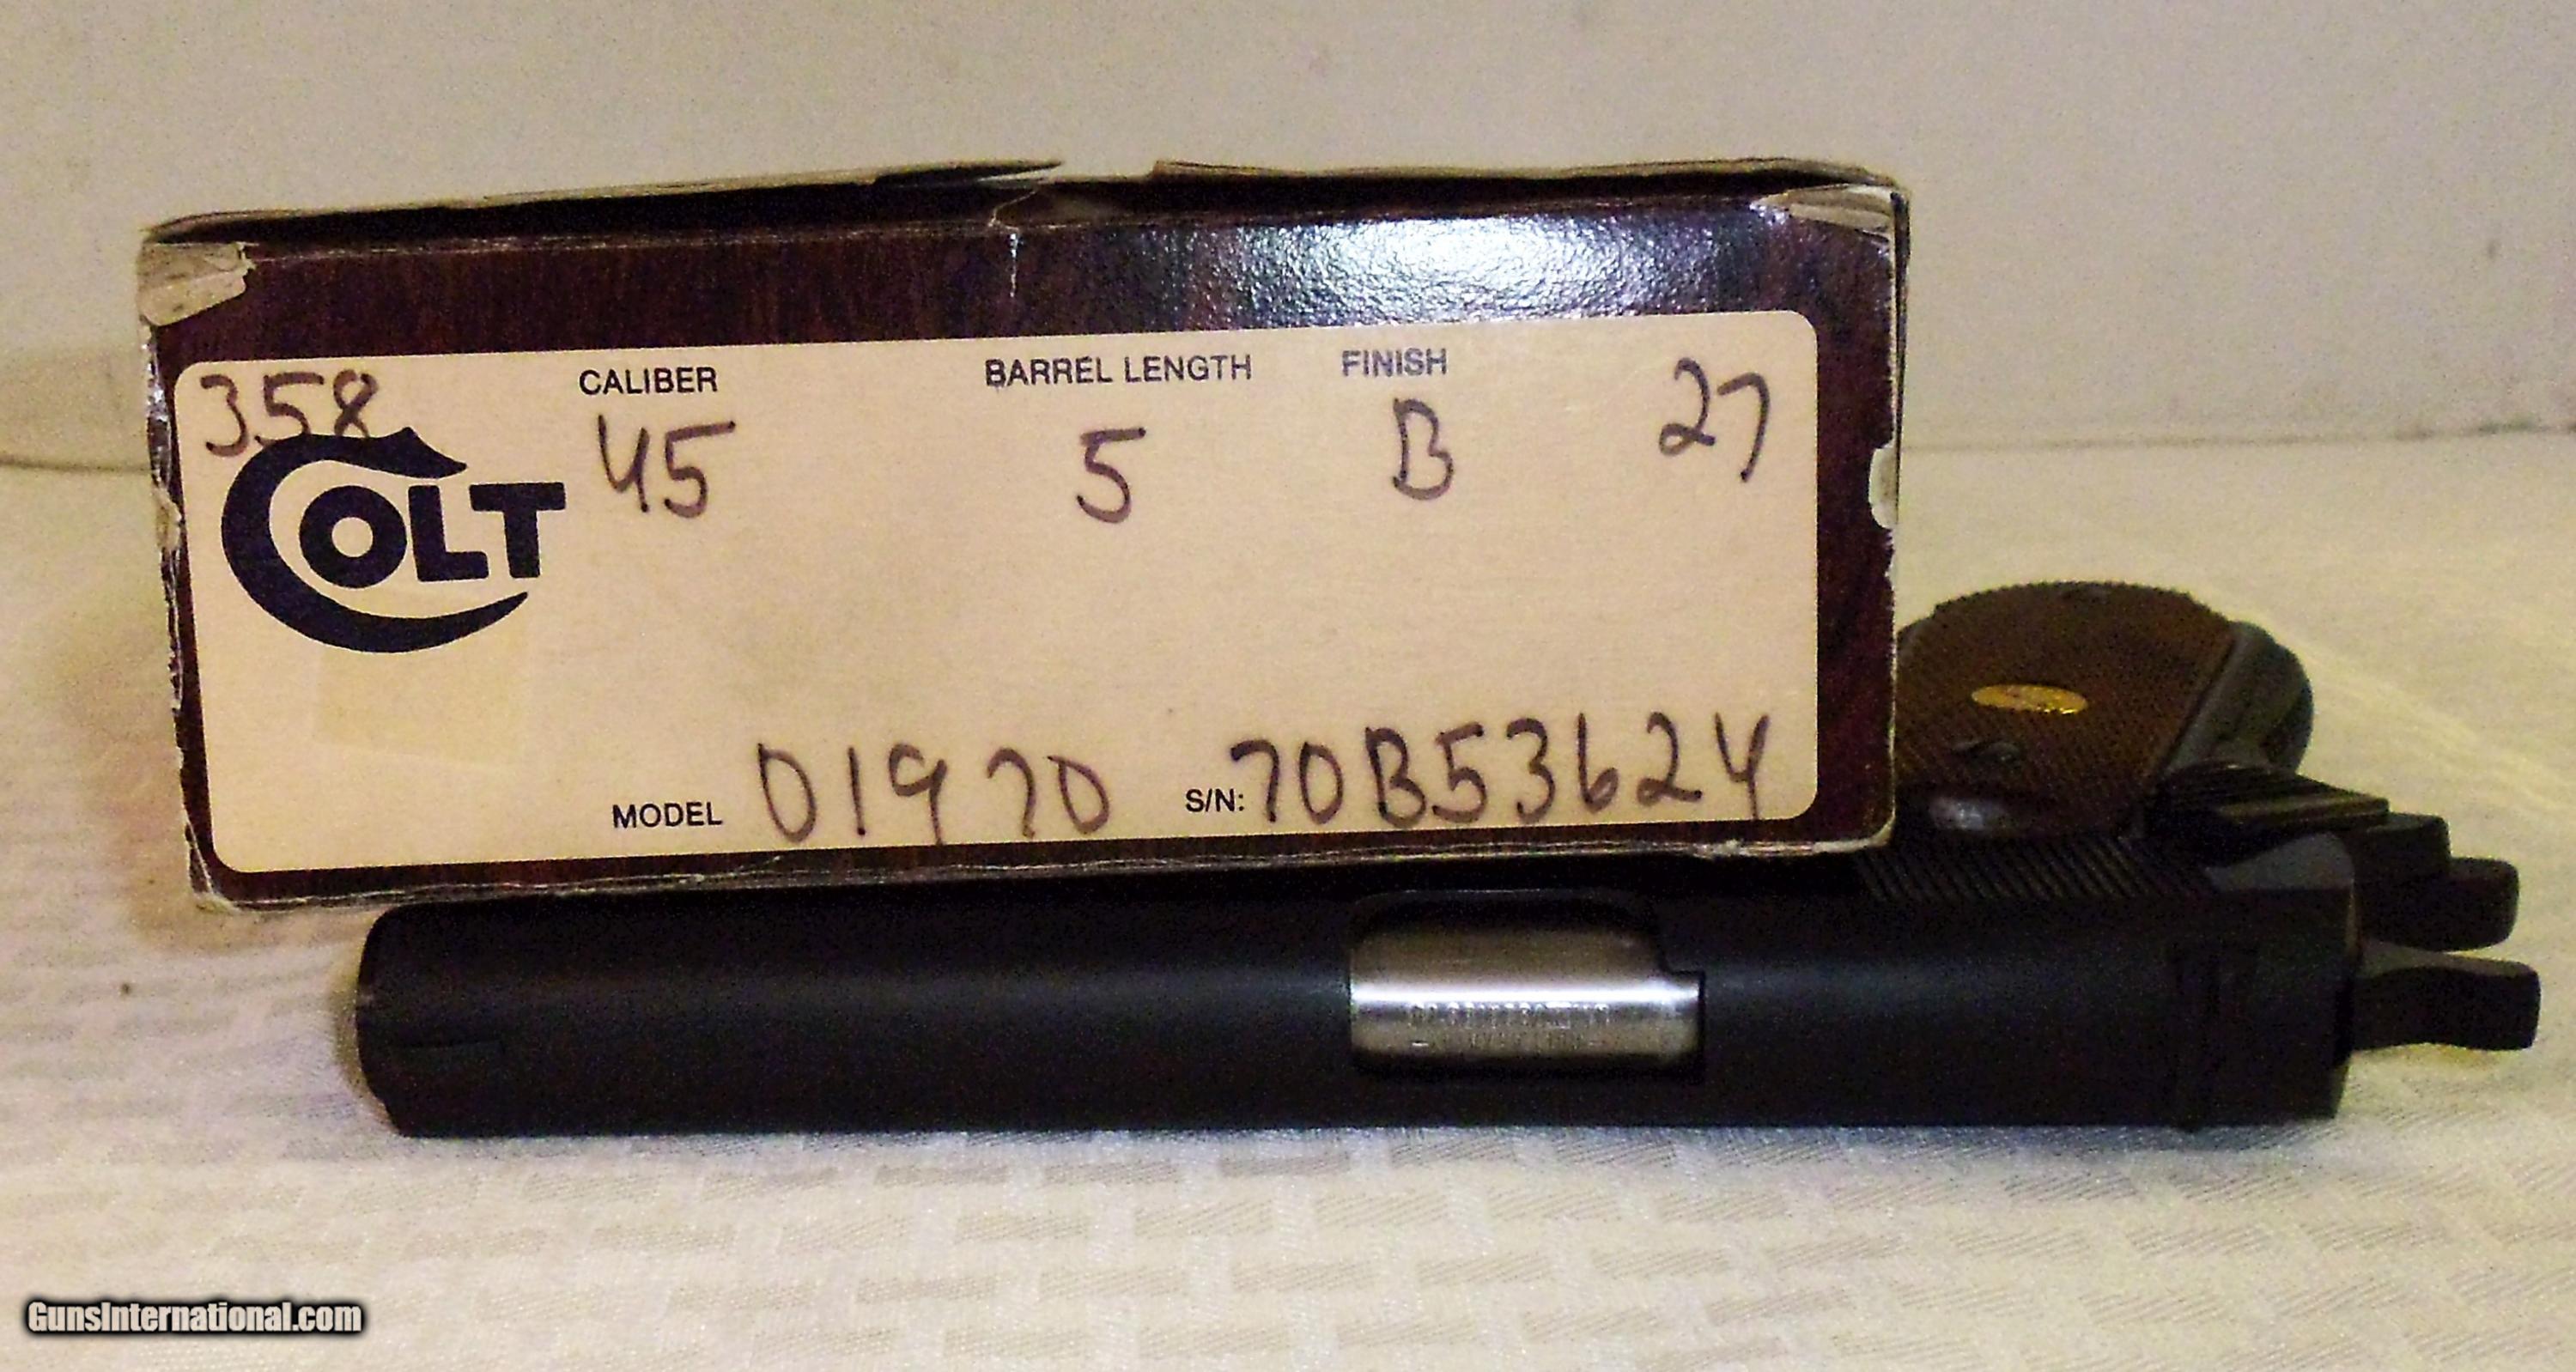 358 CALIBER BARREL LENGTH FINISH 27
COLT 45 5 B
MODEL 01970 S/N: 70B53624
GunsInternational.com